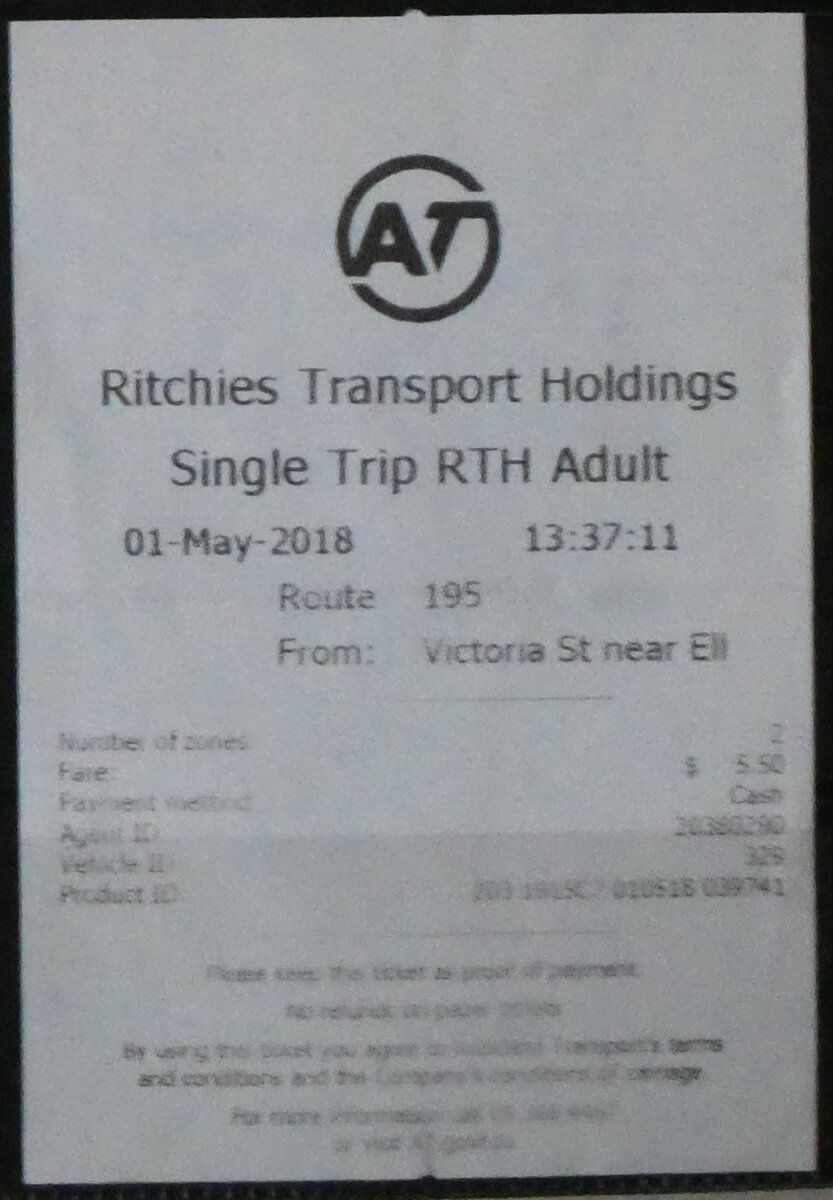 AT
Ritchies Transport Holdings
Single Trip RTH Adult
01-May-2018 13:37:11
Route 195
From: Victoria St near Ell
Number of zones: 2
Fare: $ 5.50
Payment method Cash
Agent ID:
Vehicle ID:
Product ID:
Please keep this ticket as proof of payment
No refunds on paper tickets
By using this ticket you agree to Auckland Transport's terms
and conditions and the Company's conditions of carriage
For more information call
or visit